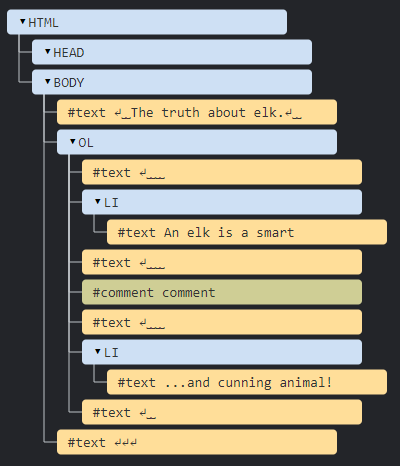 ▾ HTML
▾ HEAD
▾ BODY
#text ↵␣␣The truth about elk.↵␣␣
▾ OL
#text ↵␣␣␣␣
▾ LI
#text An elk is a smart
#text ↵␣␣␣␣
#comment comment
#text ↵␣␣␣␣
▾ LI
#text ...and cunning animal!
#text ↵␣␣
#text ↵↵↵